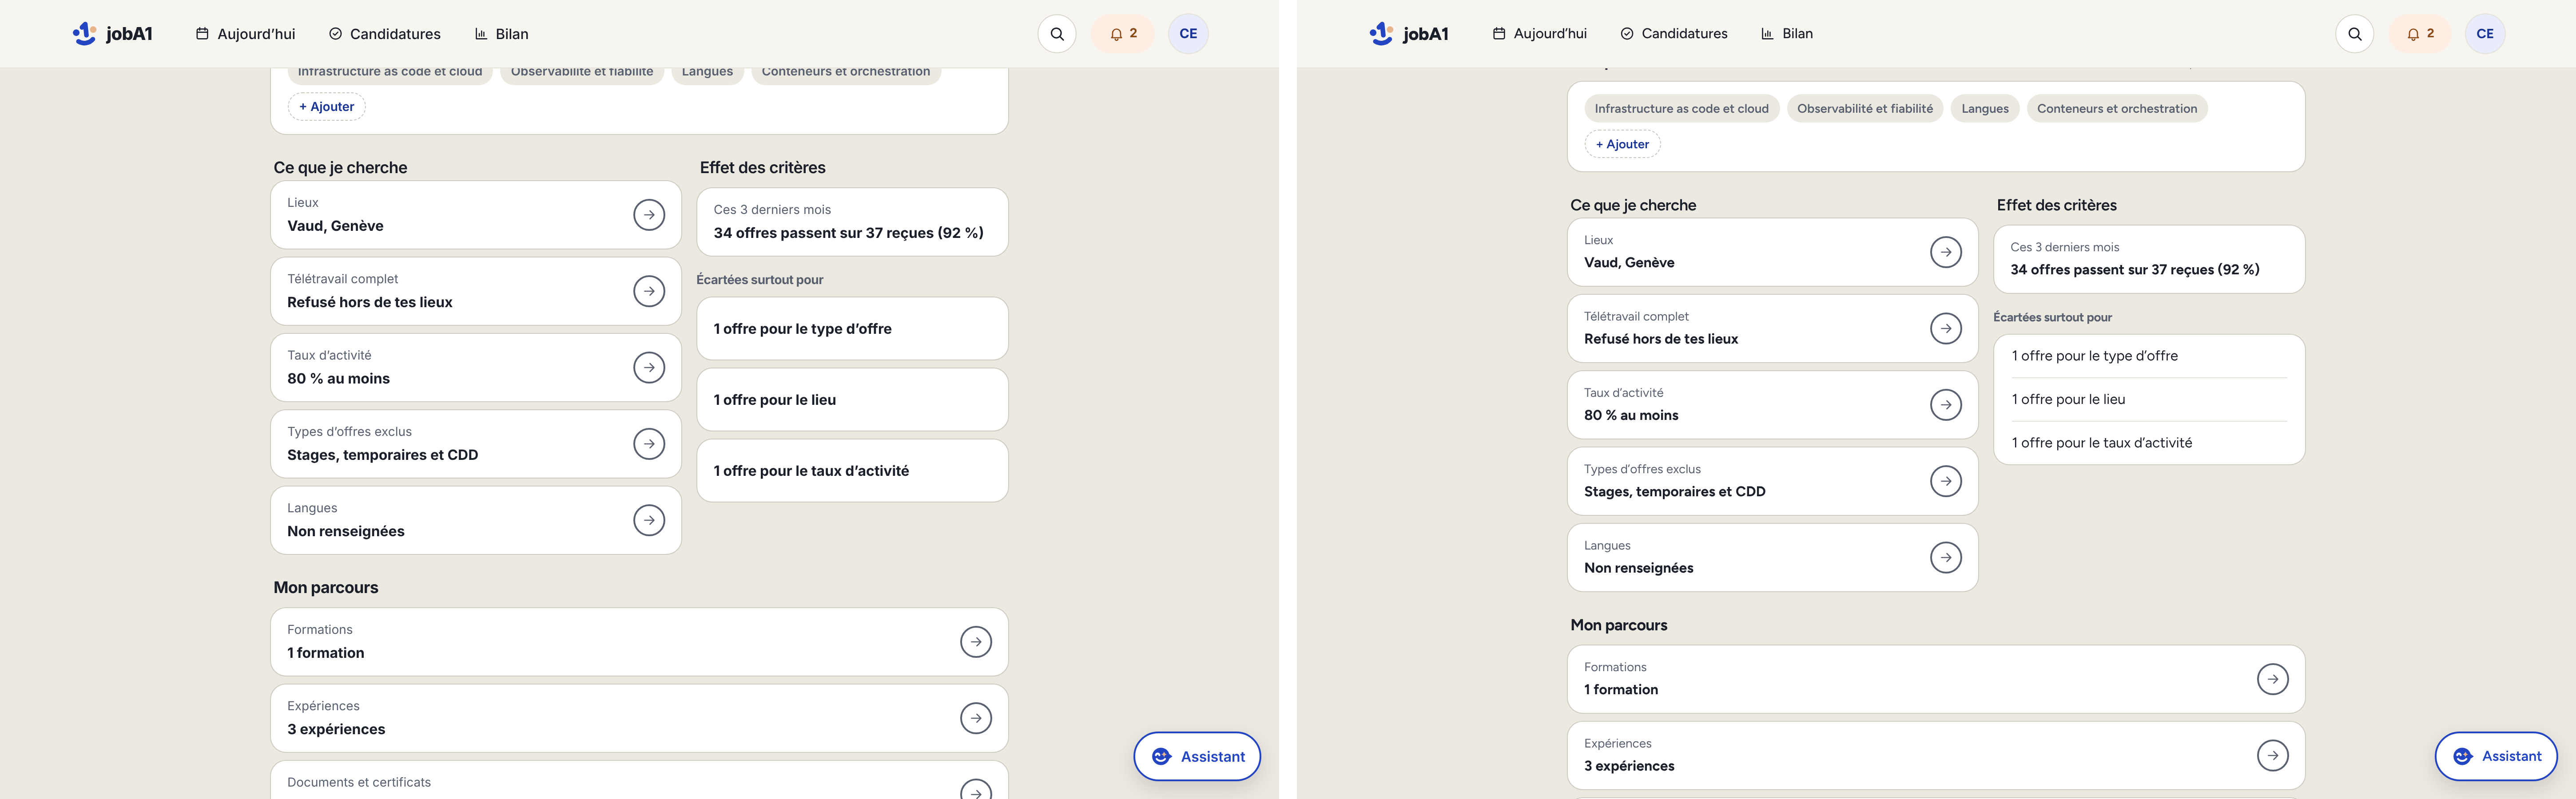 jobA1
Aujourd'hui
Candidatures
Bilan
2
CE
Infrastructure as code et cloud
Observabilité et fiabilité
Langues
Conteneurs et orchestration
+ Ajouter
Ce que je cherche
Lieux
Vaud, Genève
Télétravail complet
Refusé hors de tes lieux
Taux d’activité
80 % au moins
Types d’offres exclus
Stages, temporaires et CDD
Langues
Non renseignées
Effet des critères
Ces 3 derniers mois
34 offres passent sur 37 reçues (92 %)
Écartées surtout pour
1 offre pour le type d’offre
1 offre pour le lieu
1 offre pour le taux d’activité
Mon parcours
Formations
1 formation
Expériences
3 expériences
Documents et certificats
Assistant
jobA1
Aujourd’hui
Candidatures
Bilan
2
CE
Infrastructure as code et cloud
Observabilité et fiabilité
Langues
Conteneurs et orchestration
+ Ajouter
Ce que je cherche
Lieux
Vaud, Genève
Télétravail complet
Refusé hors de tes lieux
Taux d’activité
80 % au moins
Types d’offres exclus
Stages, temporaires et CDD
Langues
Non renseignées
Effet des critères
Ces 3 derniers mois
34 offres passent sur 37 reçues (92 %)
Écartées surtout pour
1 offre pour le type d’offre
1 offre pour le lieu
1 offre pour le taux d’activité
Mon parcours
Formations
1 formation
Expériences
3 expériences
Assistant